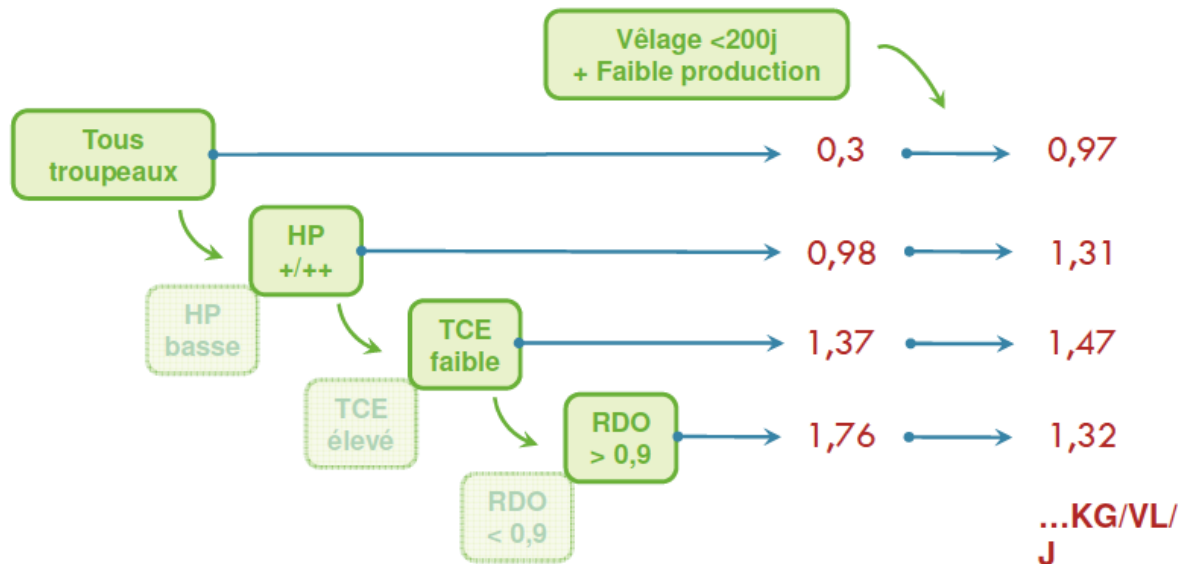 Vêlage <200j
+ Faible production
Tous
troupeaux
0,3
0,97
HP
+/++
0,98
1,31
HP
basse
TCE
faible
1,37
1,47
TCE
élevé
RDO
> 0,9
1,76
1,32
RDO
< 0,9
...KG/VL/
J